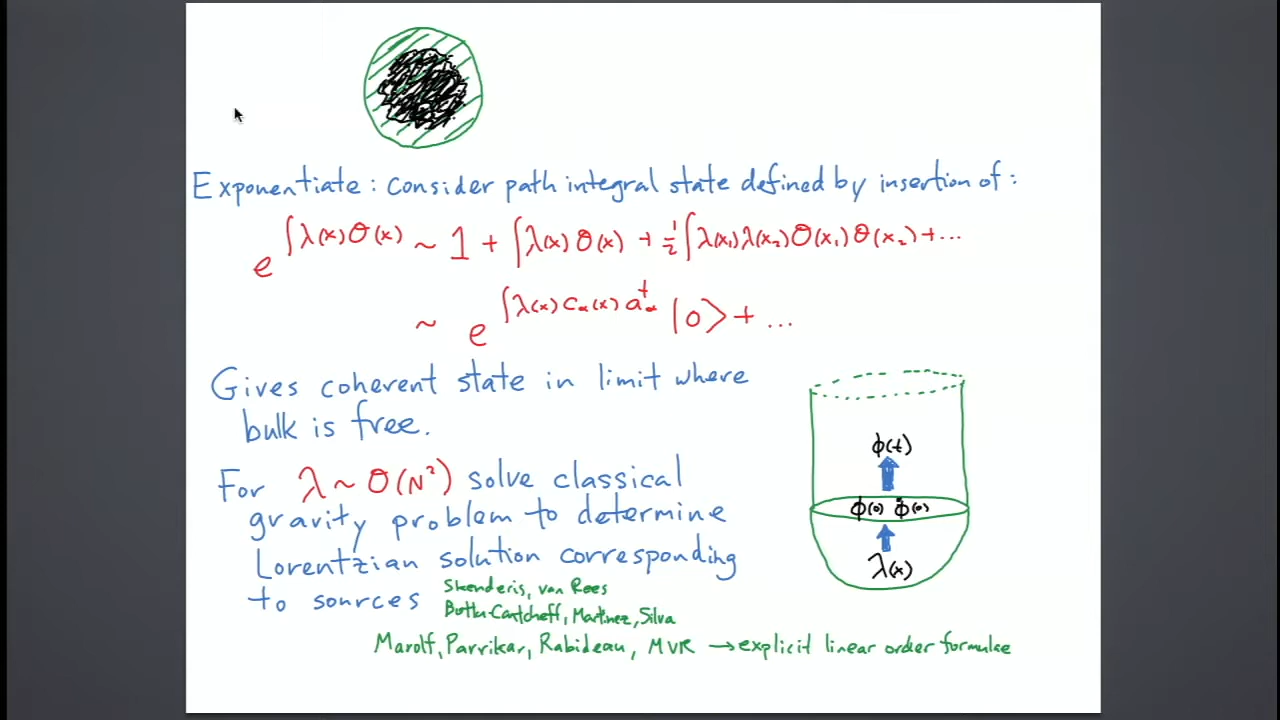 Exponentiate: consider path integral state defined by insertion of:
e^{∫λ(x)O(x)} ~ 1 + ∫λ(x) O(x) + ½∫λ(x₁)λ(x₂)O(x₁)O(x₂)+...
~ e^{∫λ(x) C_α(x) a_α^†} |0> + ...
Gives coherent state in limit where
bulk is free.
For λ ~ O(N²) solve classical
gravity problem to determine
Lorentzian solution corresponding
to sources
Skenderis, van Rees
Botta-Cantcheff, Martinez, Silva
Marolf, Parrikar, Rabideau, MVR → explicit linear order formulae
φ(t)
φ(0) φ̇(0)
λ(x)